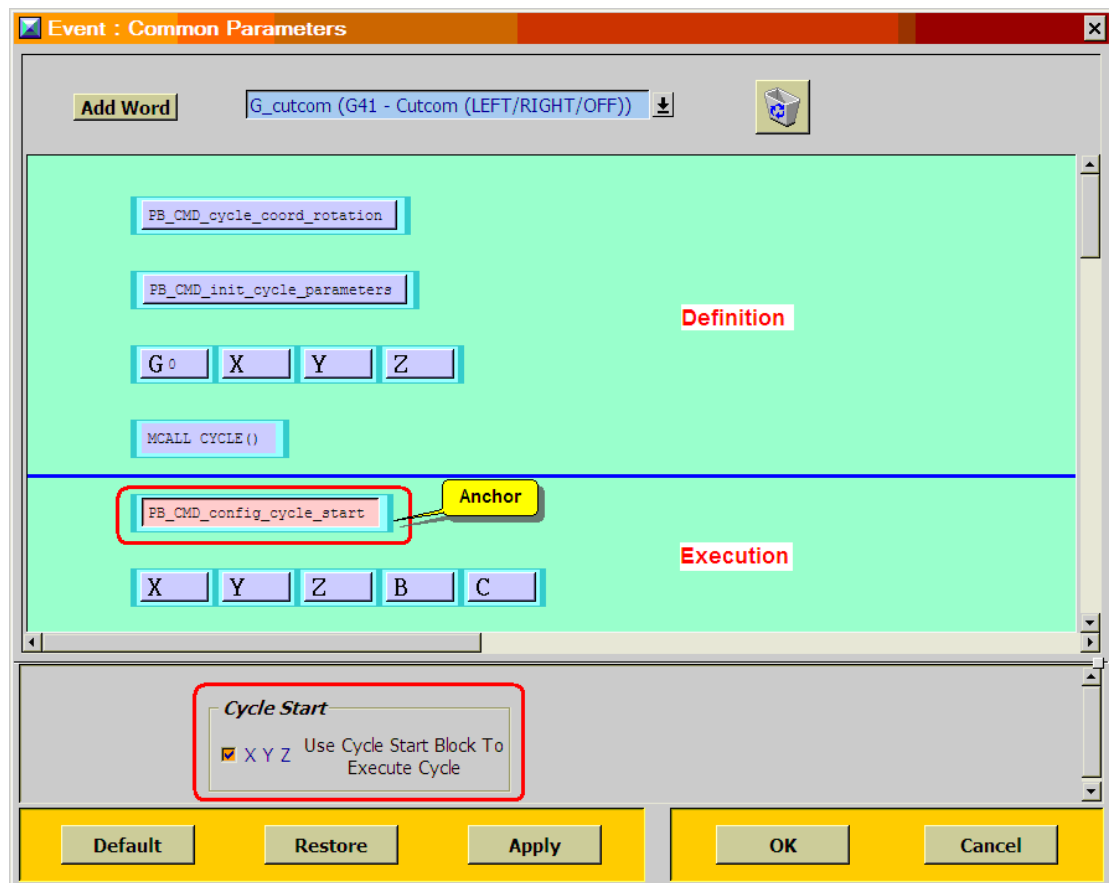 Event : Common Parameters
Add Word G_cutcom (G41 - Cutcom (LEFT/RIGHT/OFF))
PB_CMD_cycle_coord_rotation
PB_CMD_init_cycle_parameters
Definition
G 0 X Y Z
MCALL CYCLE()
Anchor
PB_CMD_config_cycle_start
Execution
X Y Z B C
Cycle Start
X Y Z Use Cycle Start Block To
Execute Cycle
Default Restore Apply OK Cancel